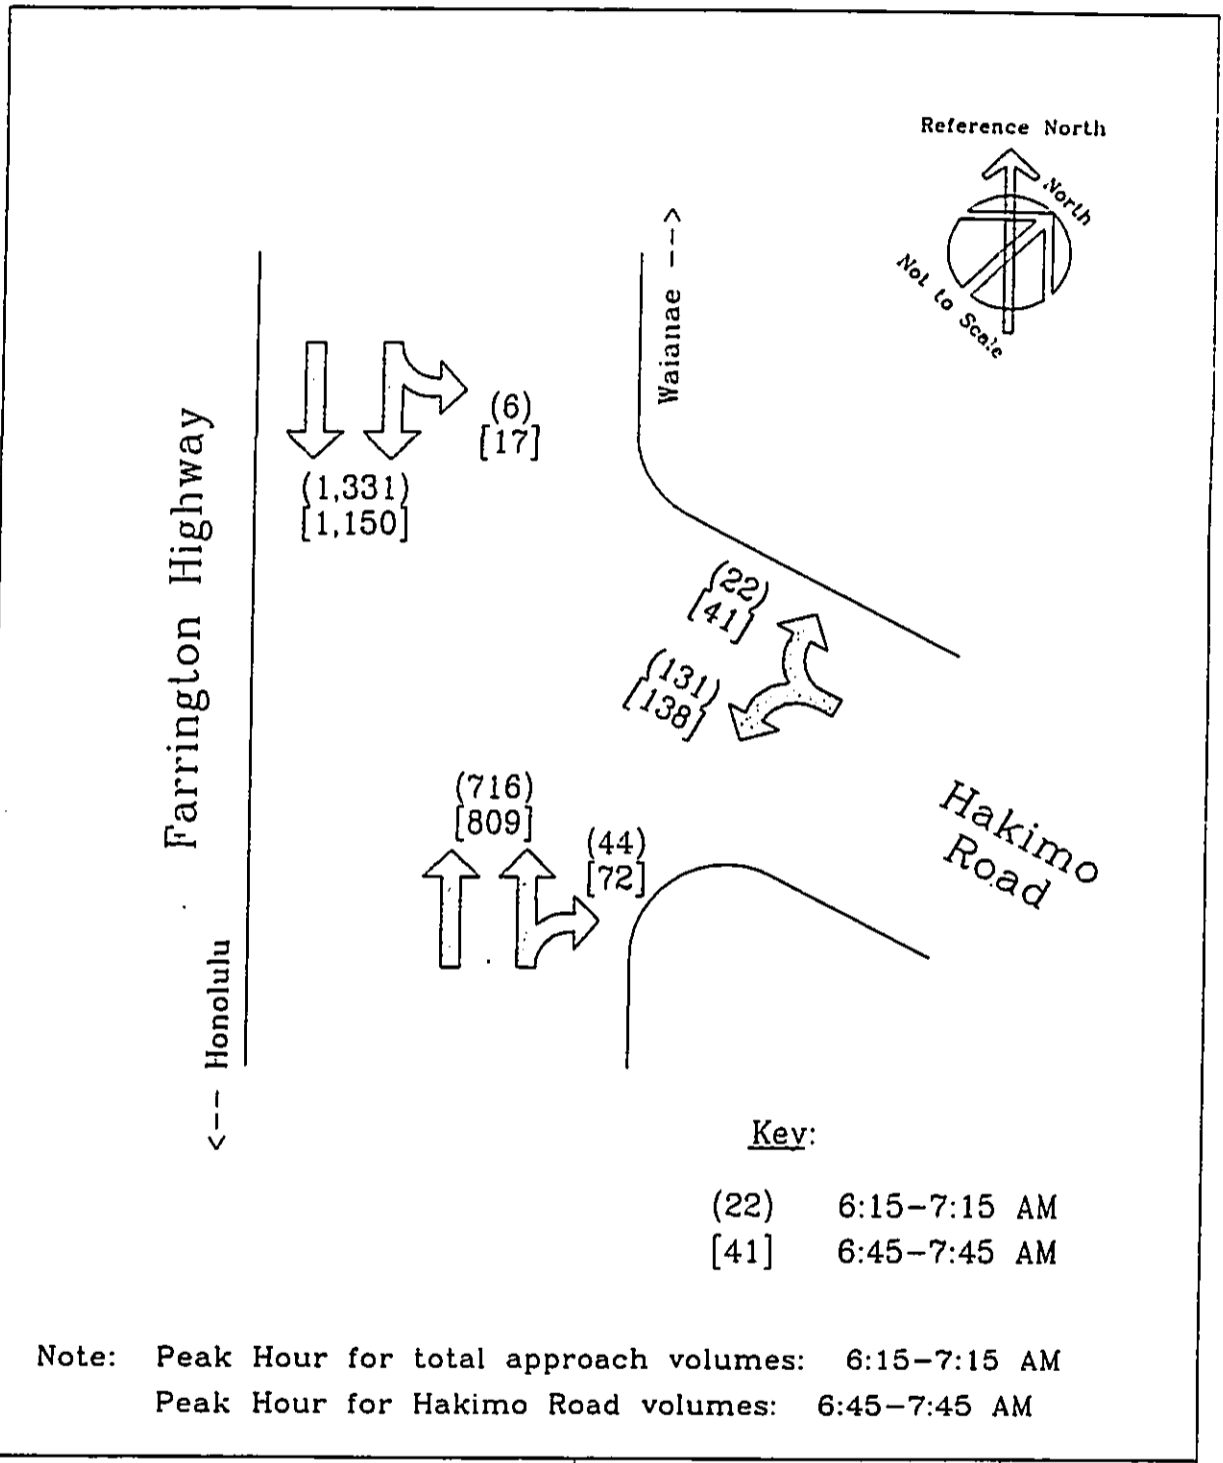 Reference North
North
Not to Scale
Waianae --->
(6)
[17]
(1,331)
[1,150]
Farrington Highway
(22)
[41]
(131)
[138]
(716)
[809]
(44)
[72]
Hakimo
Road
<--- Honolulu
Key:
(22) 6:15-7:15 AM
[41] 6:45-7:45 AM
Note: Peak Hour for total approach volumes: 6:15-7:15 AM
Peak Hour for Hakimo Road volumes: 6:45-7:45 AM